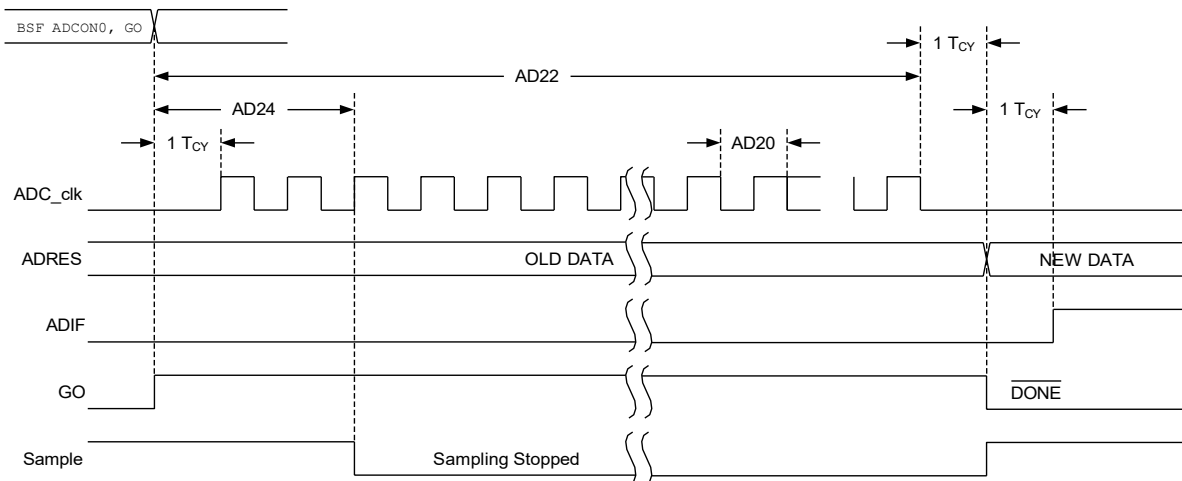 BSF ADCON0, GO
1 TCY
AD22
AD24
1 TCY
1 TCY
AD20
ADC_clk
ADRES
OLD DATA
NEW DATA
ADIF
GO
DONE
Sample
Sampling Stopped